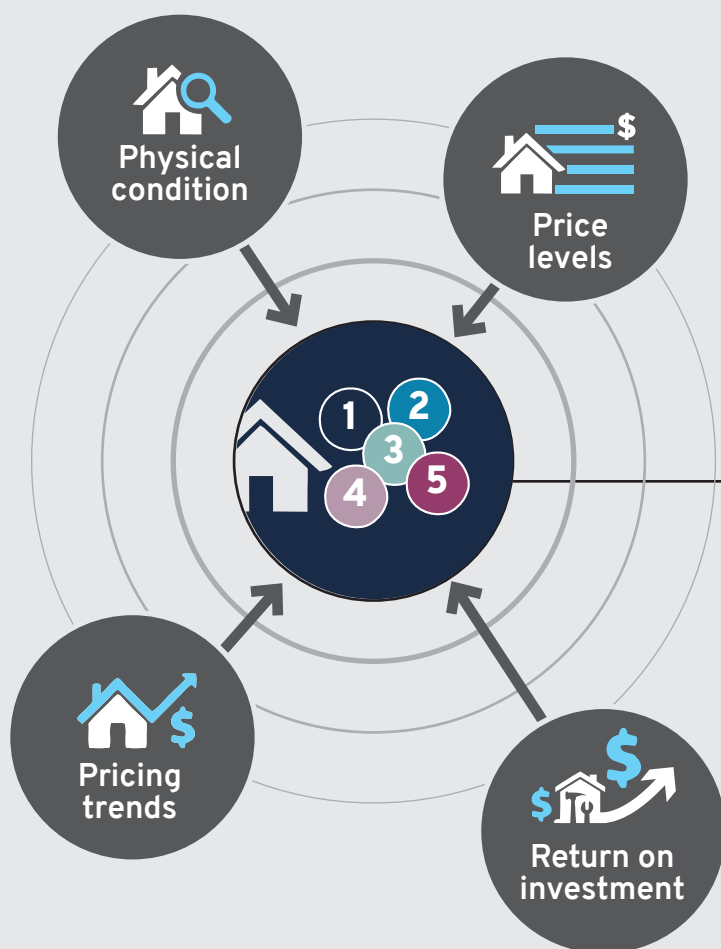 Physical
condition
$
Price
levels
1
2
3
4
5
$
Pricing
trends
$
$
Return on
investment